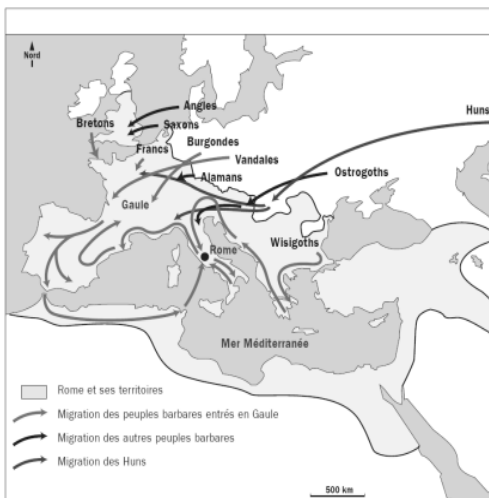 Nord
Angles
Huns
Bretons
Saxons
Burgondes
Francs
Vandales
Alamans
Ostrogoths
Gaule
Wisigoths
Rome
Mer Méditerranée
Rome et ses territoires
Migration des peuples barbares entrés en Gaule
Migration des autres peuples barbares
Migration des Huns
500 km